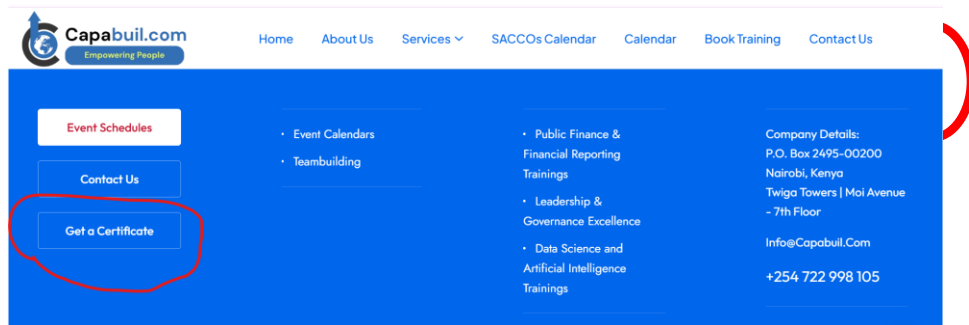 Capabuil.com
Empowering People
Home About Us Services SACCOs Calendar Calendar Book Training Contact Us
Event Schedules
Contact Us
Get a Certificate
• Event Calendars
• Teambuilding
• Public Finance &
Financial Reporting
Trainings
• Leadership &
Governance Excellence
• Data Science and
Artificial Intelligence
Trainings
Company Details:
P.O. Box 2495-00200
Nairobi, Kenya
Twiga Towers | Moi Avenue
- 7th Floor
Info@Capabuil.Com
+254 722 998 105